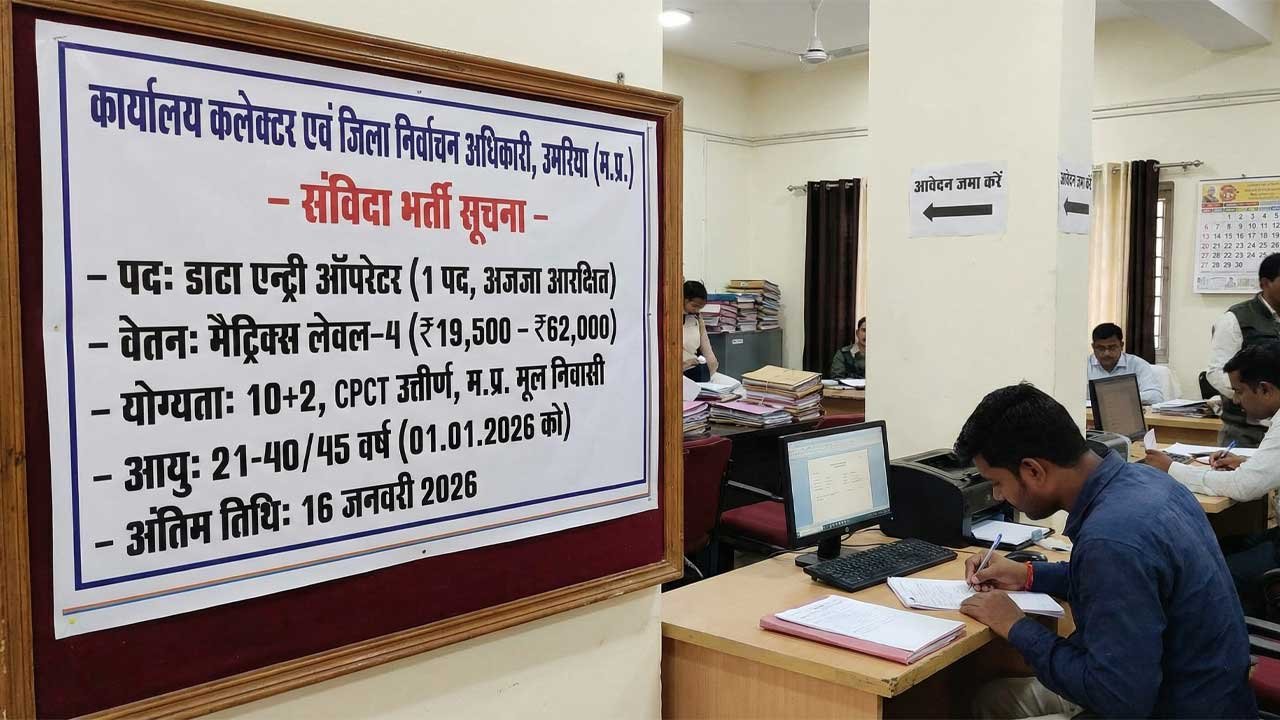 कार्यालय कलेक्टर एवं जिला निर्वाचन अधिकारी, उमरिया (म.प्र.)
– संविदा भर्ती सूचना –
– पदः डाटा एन्ट्री ऑपरेटर (1 पद, अजजा आरक्षित)
– वेतनः मैट्रिक्स लेवल-4 (₹19,500 – ₹62,000)
– योग्यताः 10+2, CPCT उत्तीर्ण, म.प्र. मूल निवासी
– आयुः 21-40/45 वर्ष (01.01.2026 को)
– अंतिम तिथिः 16 जनवरी 2026
आवेदन जमा करें
आवेदन जमा करें